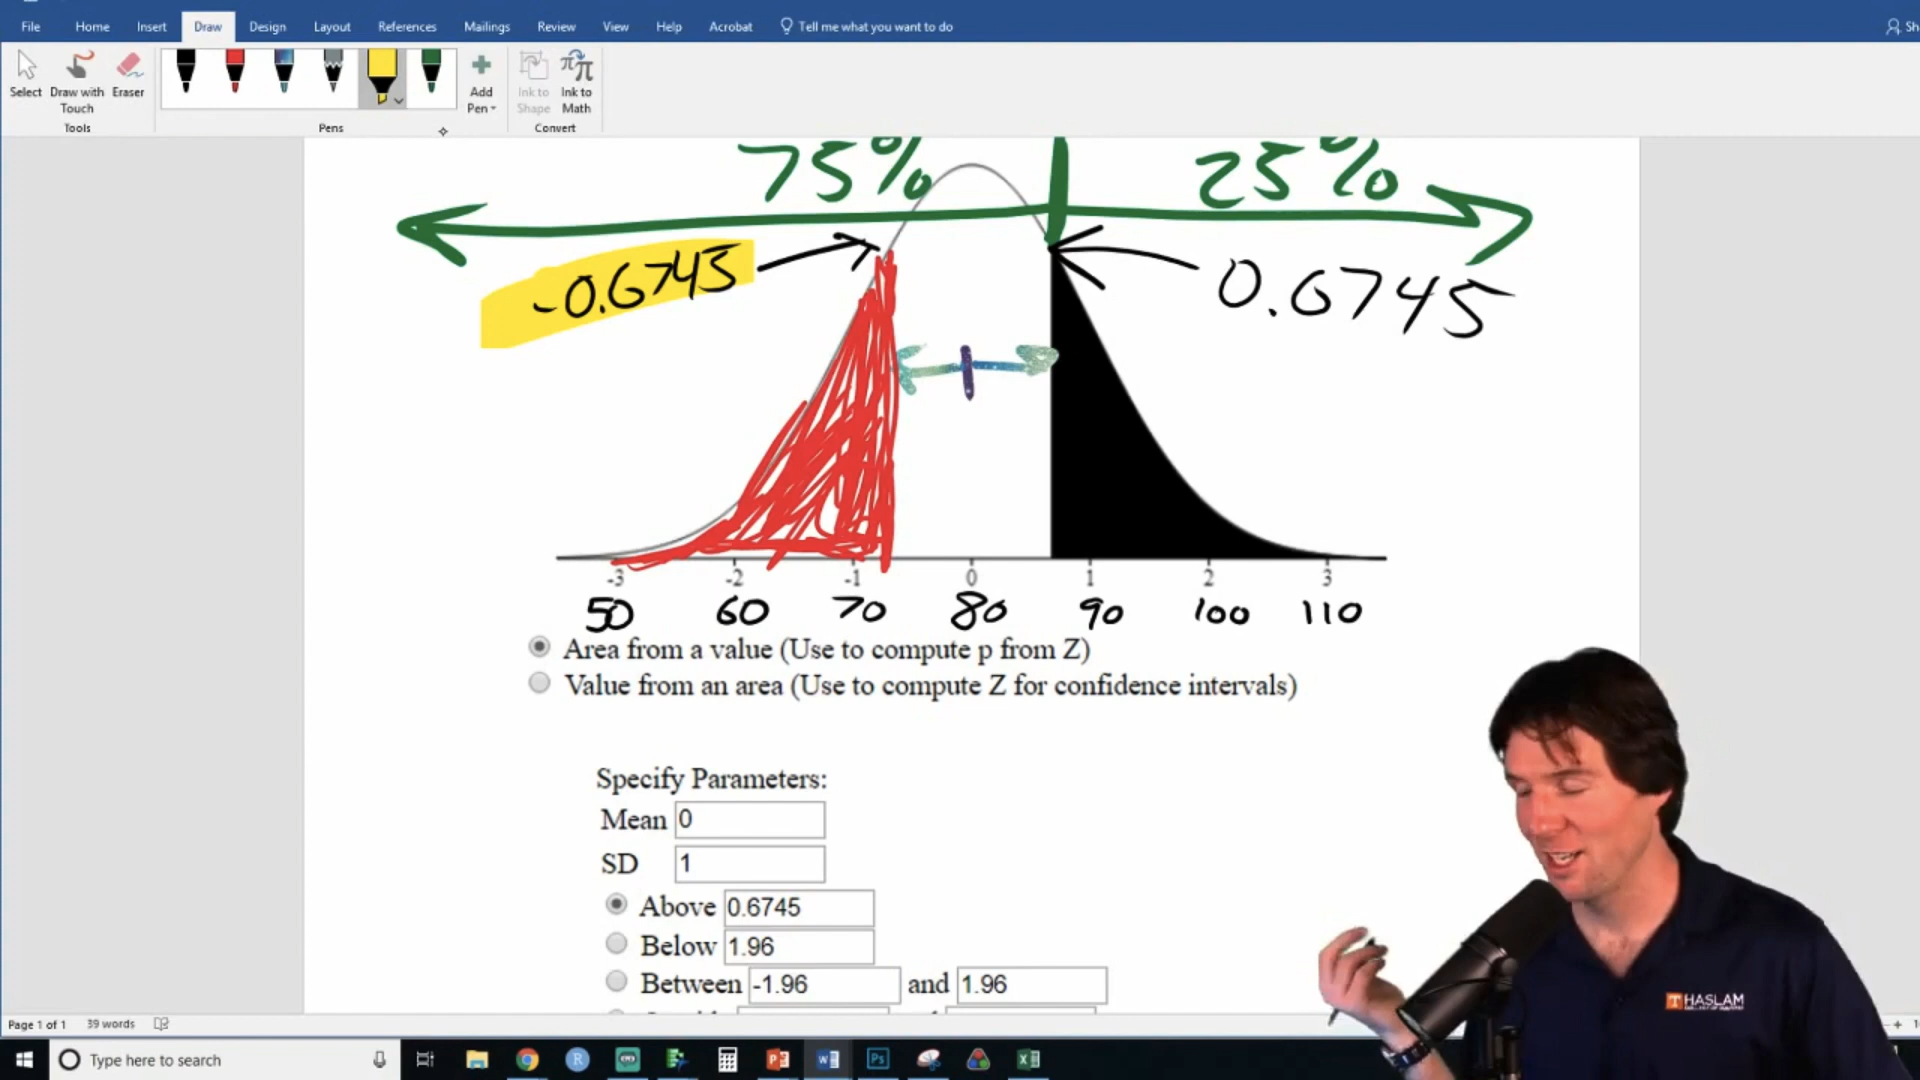 File Home Insert Draw Design Layout References Mailings Review View Help Acrobat Tell me what you want to do Sh
Select Draw with Touch Eraser Add Pen Ink to Shape Ink to Math
Tools Pens Convert
75% 25%
-0.6745 0.6745
-3 -2 -1 0 1 2 3
50 60 70 80 90 100 110
Area from a value (Use to compute p from Z)
Value from an area (Use to compute Z for confidence intervals)
Specify Parameters:
Mean 0
SD 1
Above 0.6745
Below 1.96
Between -1.96 and 1.96
T HASLAM
Page 1 of 1 39 words
Type here to search